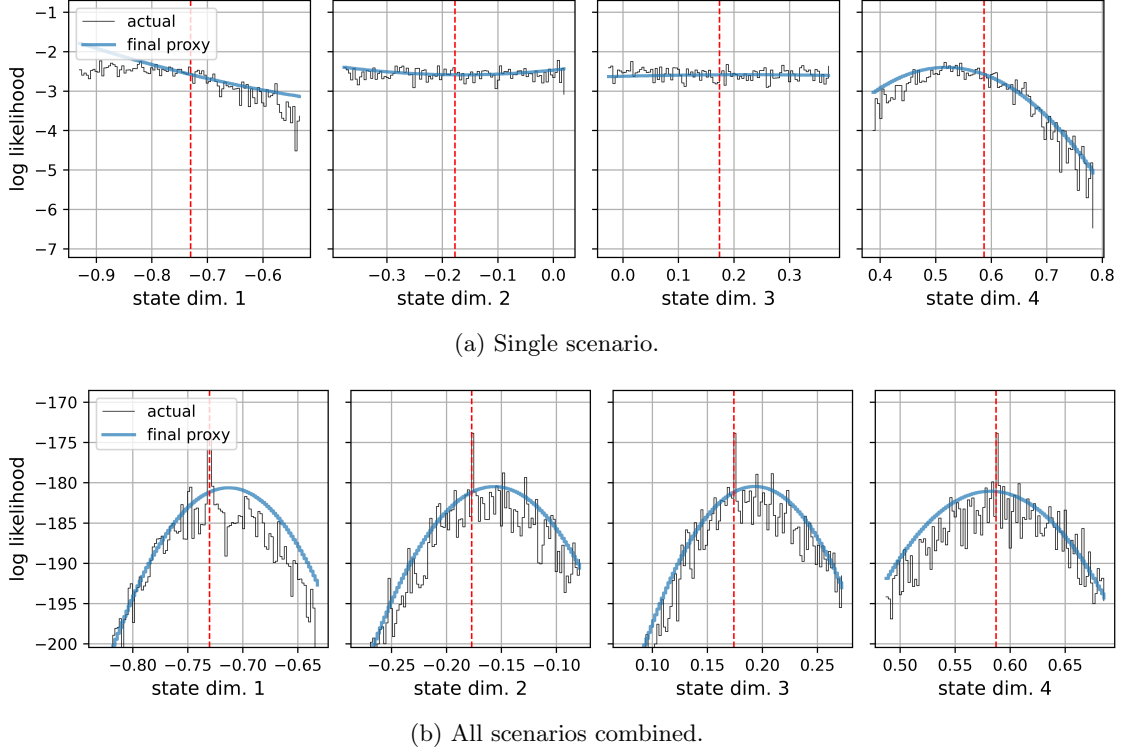 −1
−2
−3
−4
−5
−6
−7
log likelihood
actual
final proxy
−0.9 −0.8 −0.7 −0.6
−0.3 −0.2 −0.1 0.0
0.0 0.1 0.2 0.3
0.4 0.5 0.6 0.7 0.8
state dim. 1
state dim. 2
state dim. 3
state dim. 4
(a) Single scenario.
−170
−175
−180
−185
−190
−195
−200
log likelihood
actual
final proxy
−0.80 −0.75 −0.70 −0.65
−0.25 −0.20 −0.15 −0.10
0.10 0.15 0.20 0.25
0.50 0.55 0.60 0.65
state dim. 1
state dim. 2
state dim. 3
state dim. 4
(b) All scenarios combined.